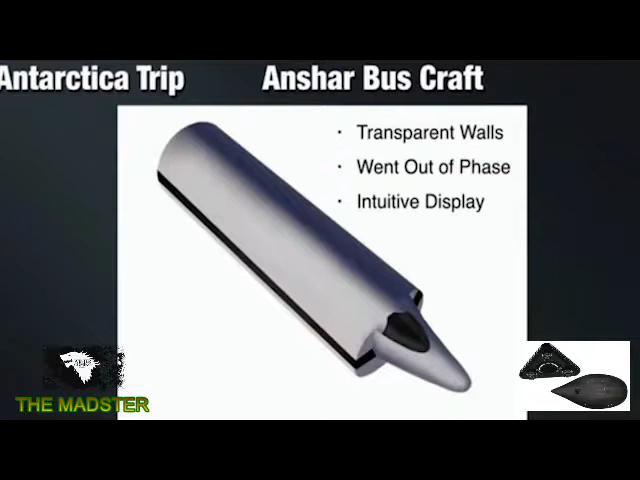 Antarctica Trip
Anshar Bus Craft
· Transparent Walls
· Went Out of Phase
· Intuitive Display
THE MADSTER